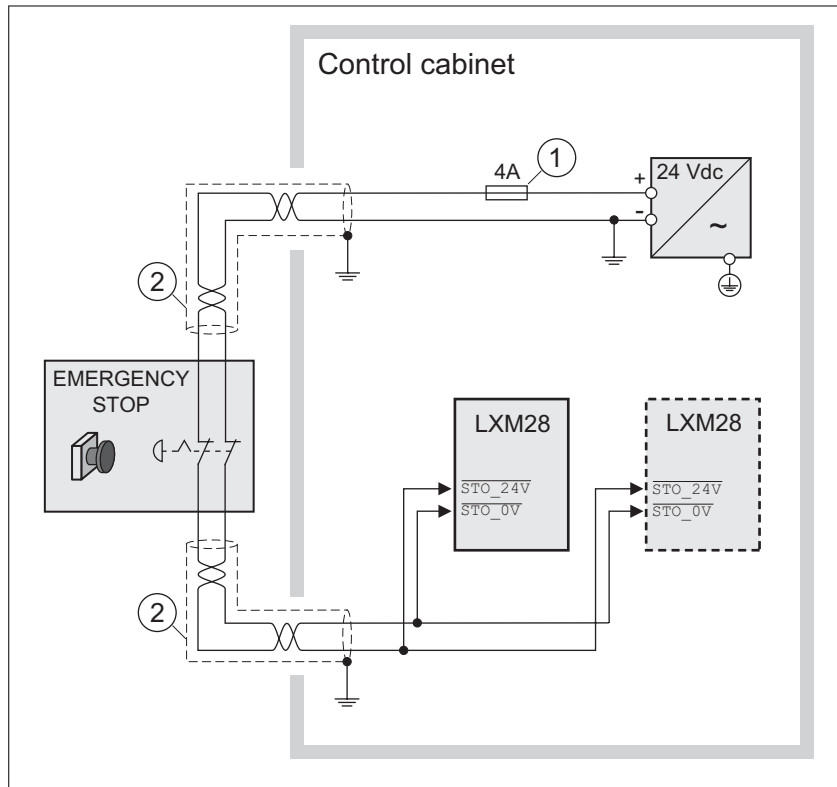 Control cabinet
4A
1
24 Vdc
+
-
~
2
EMERGENCY
STOP
LXM28
LXM28
STO_24V
STO_0V
STO_24V
STO_0V
2